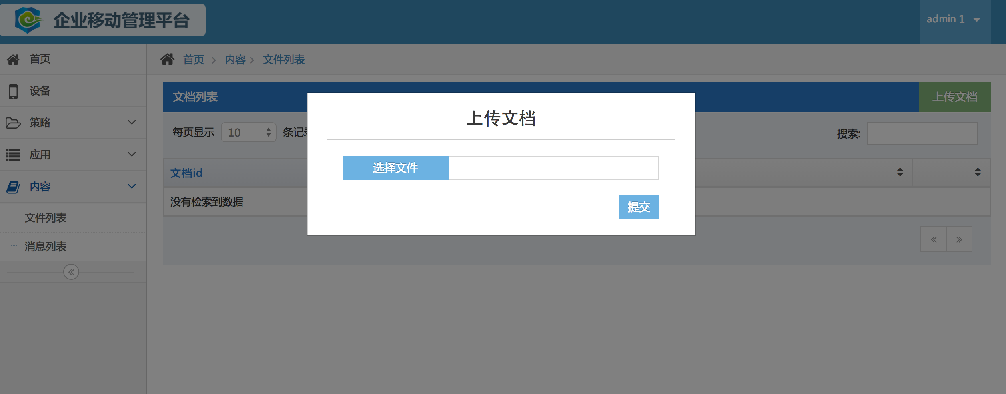 企业移动管理平台
admin 1
首页
设备
策略
应用
内容
文件列表
消息列表
首页 > 内容 > 文件列表
文档列表
上传文档
每页显示 10 条记
搜索:
文档id
没有检索到数据
« »
上传文档
选择文件
提交